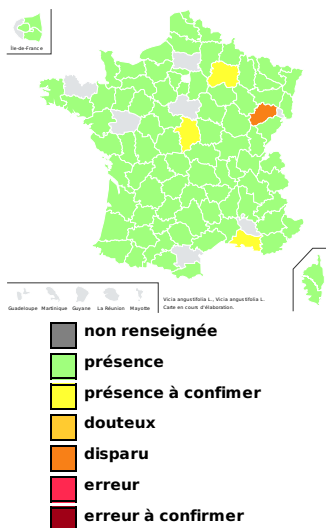 Île-de-France
Vicia angustifolia L., Vicia angustifolia L.
Carte en cours d'élaboration.
Guadeloupe Martinique Guyane La Réunion Mayotte
non renseignée
présence
présence à confimer
douteux
disparu
erreur
erreur à confirmer